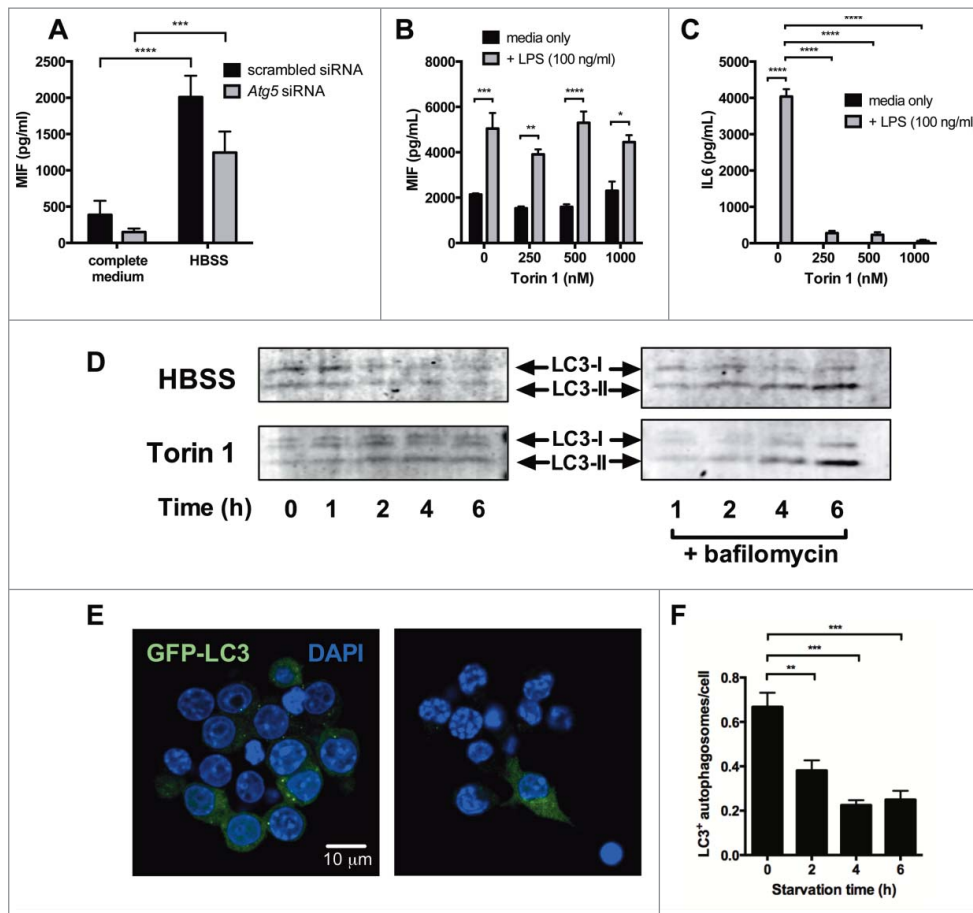 A
***
****
scrambled siRNA
Atg5 siRNA
MIF (pg/ml)
2500
2000
1500
1000
500
0
complete medium
HBSS
B
media only
+ LPS (100 ng/ml)
MIF (pg/mL)
8000
6000
4000
2000
0
***
**
****
*
0 250 500 1000
Torin 1 (nM)
C
****
****
****
****
media only
+ LPS (100 ng/ml)
IL6 (pg/mL)
5000
4000
3000
2000
1000
0
0 250 500 1000
Torin 1 (nM)
D
HBSS
LC3-I
LC3-II
Torin 1
LC3-I
LC3-II
Time (h) 0 1 2 4 6
1 2 4 6
+ bafilomycin
E
GFP-LC3 DAPI
10 μm
F
***
***
**
LC3+ autophagosomes/cell
0.8
0.6
0.4
0.2
0.0
0 2 4 6
Starvation time (h)